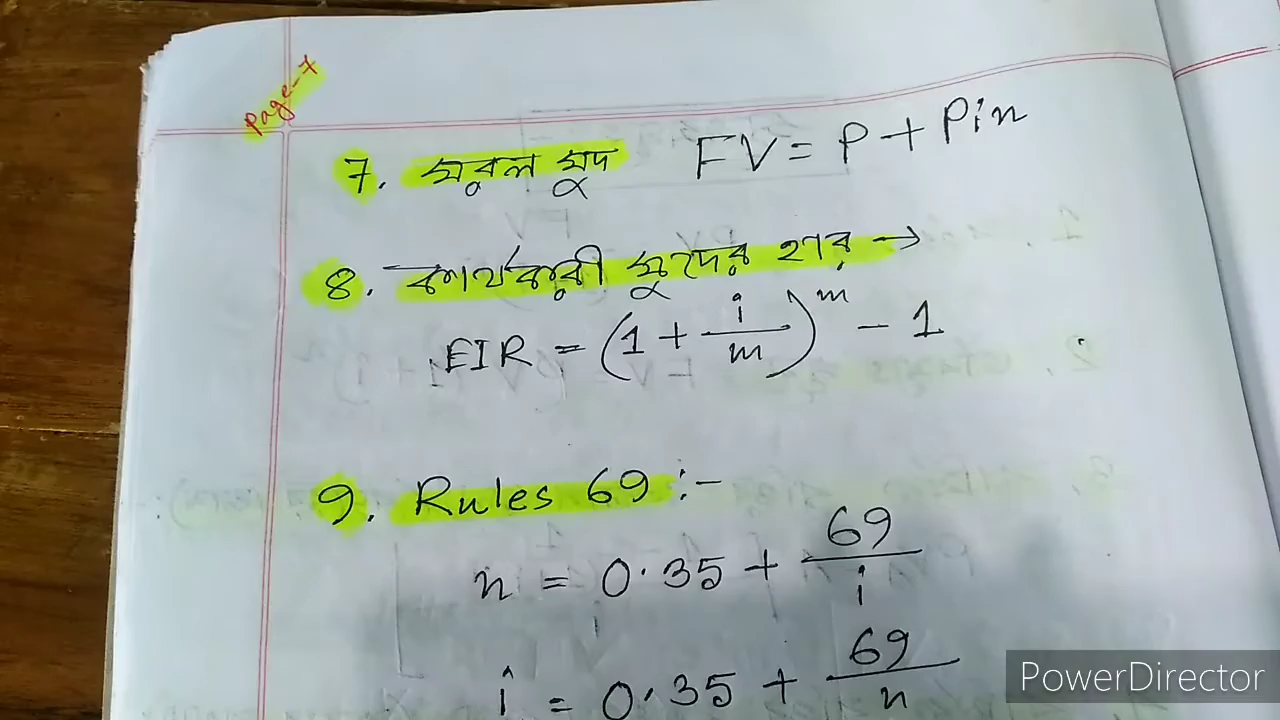 Page-7
7. সরল সুদ FV = P + Pin
8. কার্যকরী সুদের হার →
EIR = (1 + i/m)^m - 1
9. Rules 69 :-
n = 0.35 + 69/i
i = 0.35 + 69/n
PowerDirector